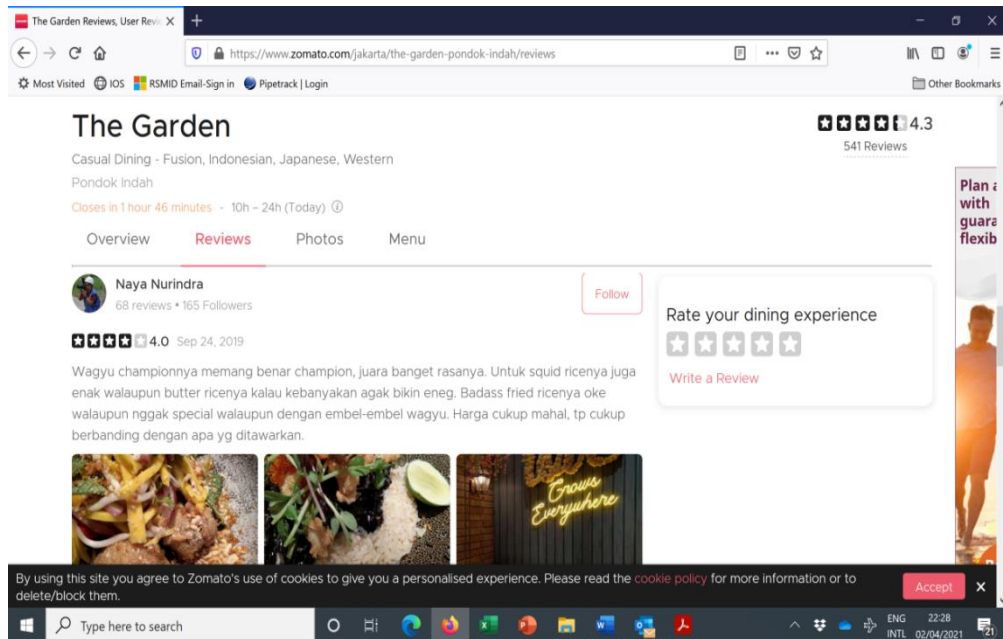 The Garden Reviews, User Revi
https://www.zomato.com/jakarta/the-garden-pondok-indah/reviews
Most Visited IOS RSMID Email-Sign in Pipetrack | Login Other Bookmarks
The Garden
4.3
541 Reviews
Casual Dining - Fusion, Indonesian, Japanese, Western
Pondok Indah
Closes in 1 hour 46 minutes - 10h – 24h (Today)
Overview Reviews Photos Menu
Naya Nurindra
68 reviews • 165 Followers
Follow
4.0 Sep 24, 2019
Wagyu championnya memang benar champion, juara banget rasanya. Untuk squid ricenya juga
enak walaupun butter ricenya kalau kebanyakan agak bikin eneg. Badass fried ricenya oke
walaupun nggak special walaupun dengan embel-embel wagyu. Harga cukup mahal, tp cukup
berbanding dengan apa yg ditawarkan.
Grows
Everywhere
Rate your dining experience
Write a Review
Plan a
with
guara
flexib
By using this site you agree to Zomato's use of cookies to give you a personalised experience. Please read the cookie policy for more information or to
delete/block them.
Accept
Type here to search
ENG
INTL
22:28
02/04/2021
21